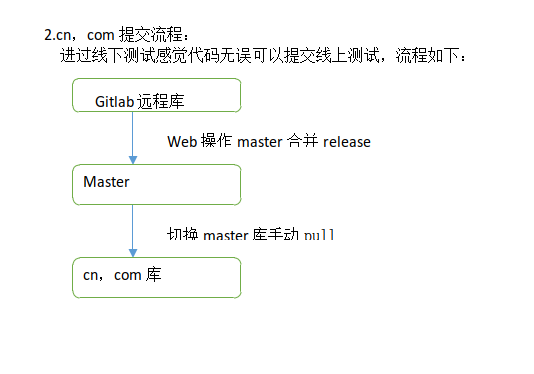 2.cn，com 提交流程：
进过线下测试感觉代码无误可以提交线上测试，流程如下：
Gitlab 远程库
Web 操作 master 合并 release
Master
切换 master 库手动 pull
cn，com 库